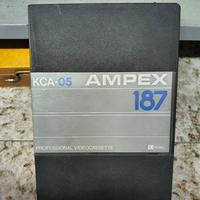 KCA-05 AMPEX
187
PROFESSIONAL VIDEOCASSETTE